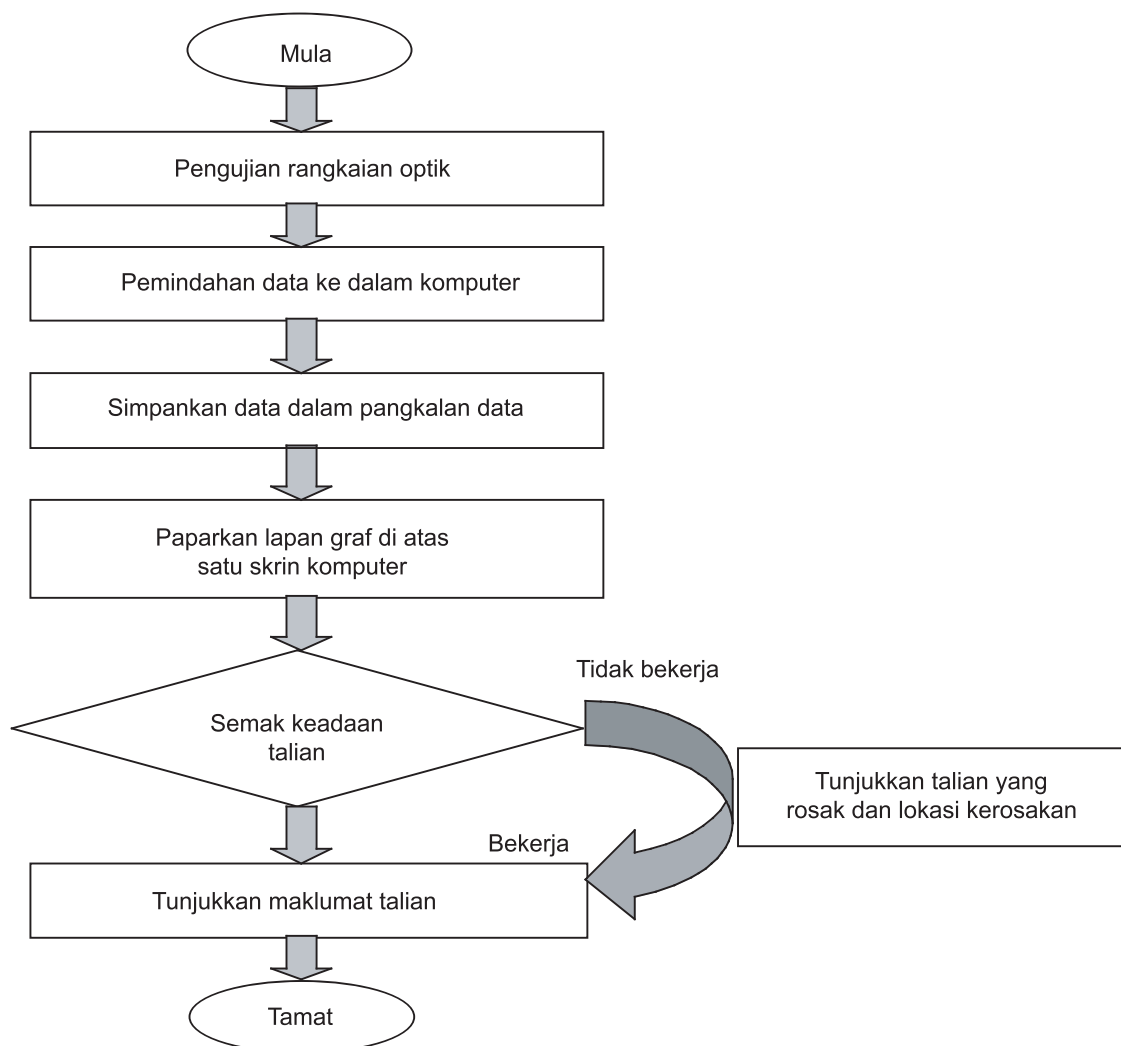 Mula
Pengujian rangkaian optik
Pemindahan data ke dalam komputer
Simpankan data dalam pangkalan data
Paparkan lapan graf di atas
satu skrin komputer
Semak keadaan
talian
Tidak bekerja
Tunjukkan talian yang
rosak dan lokasi kerosakan
Bekerja
Tunjukkan maklumat talian
Tamat